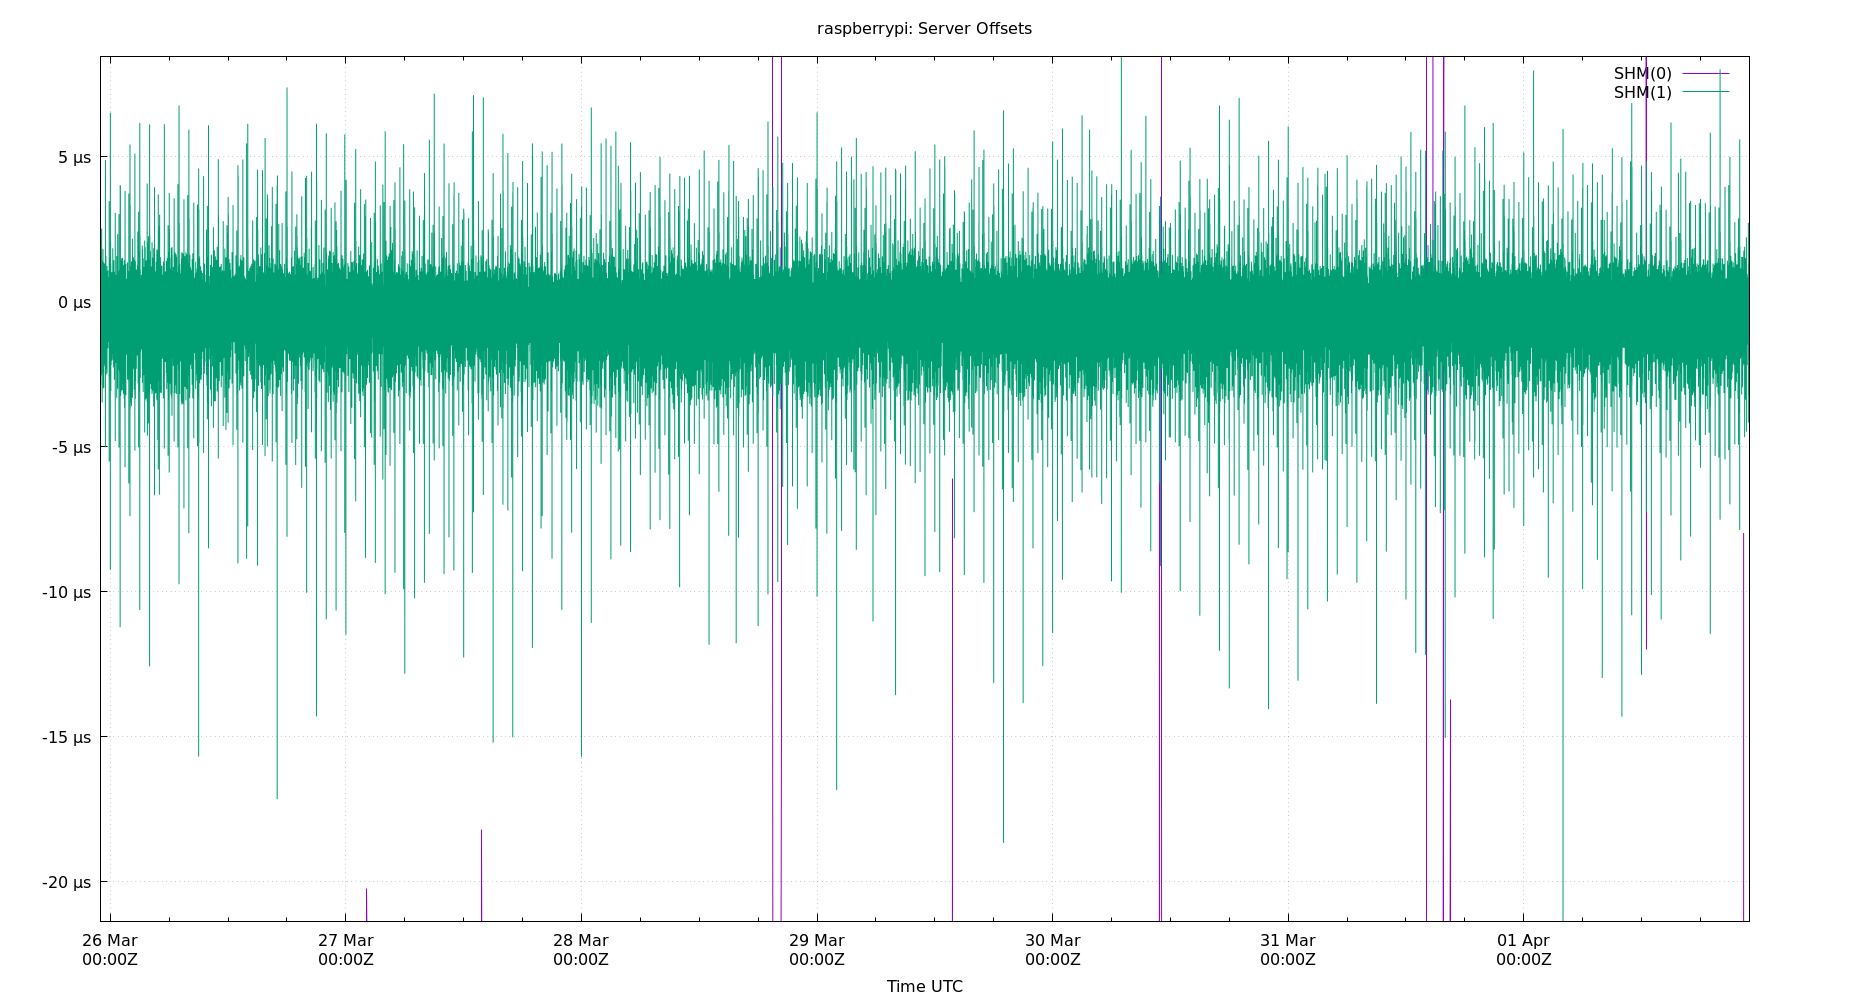 raspberrypi: Server Offsets
SHM(0)
SHM(1)
5 µs
0 µs
-5 µs
-10 µs
-15 µs
-20 µs
26 Mar 27 Mar 28 Mar 29 Mar 30 Mar 31 Mar 01 Apr
00:00Z 00:00Z 00:00Z 00:00Z 00:00Z 00:00Z 00:00Z
Time UTC